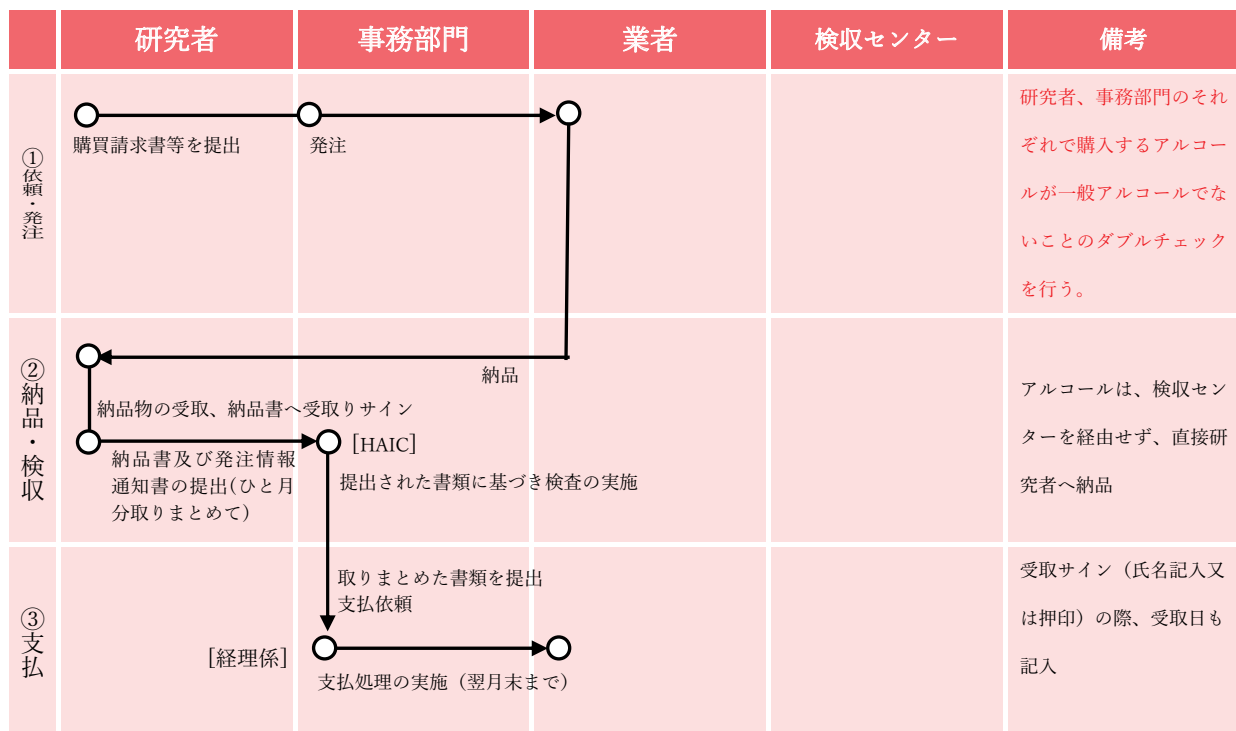 研究者
事務部門
業者
検収センター
備考
①依頼・発注
購買請求書等を提出
発注
研究者、事務部門のそれ
ぞれで購入するアルコー
ルが一般アルコールでな
いことのダブルチェック
を行う。
②納品・検収
納品
納品物の受取、納品書へ受取りサイン
[HAIC]
納品書及び発注情報
通知書の提出(ひと月
分取りまとめて)
提出された書類に基づき検査の実施
アルコールは、検収セン
ターを経由せず、直接研
究者へ納品
③支払
取りまとめた書類を提出
支払依頼
[経理係]
支払処理の実施（翌月末まで）
受取サイン（氏名記入又
は押印）の際、受取日も
記入